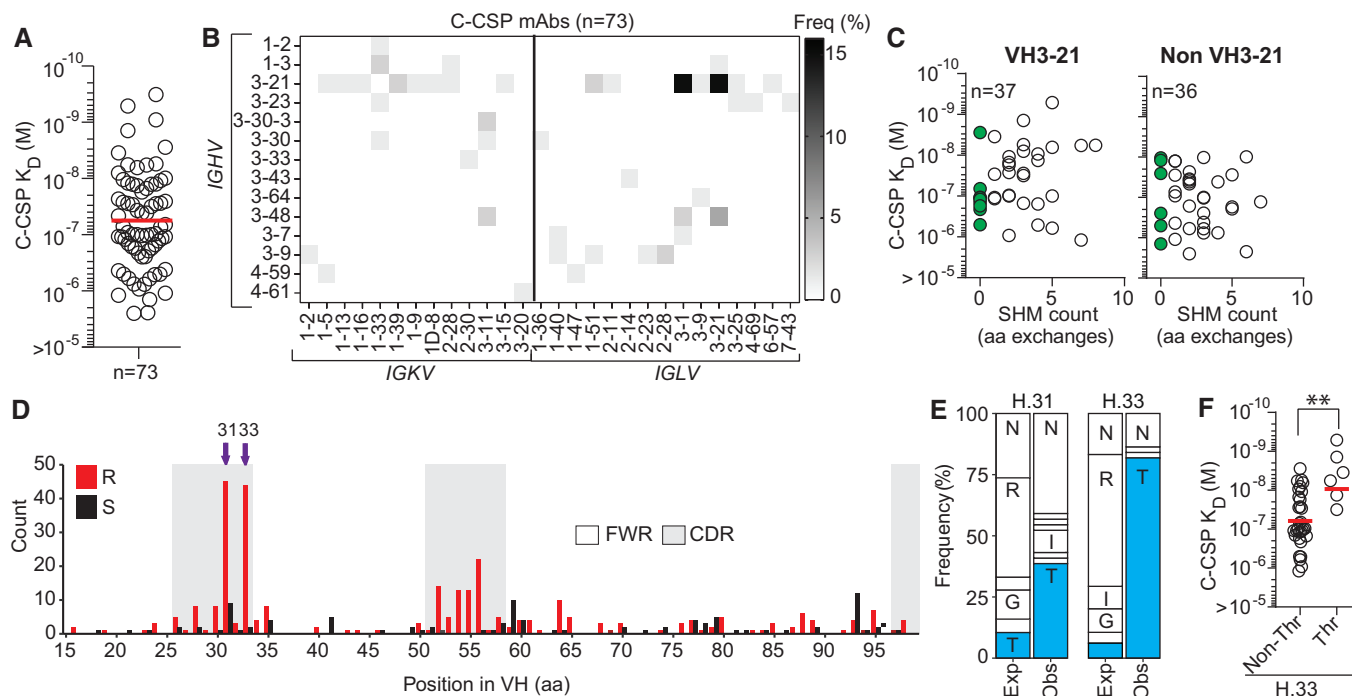 A
C-CSP KD (M)
10-10
10-9
10-8
10-7
10-6
>10-5
n=73
B
C-CSP mAbs (n=73)
Freq (%)
IGHV
1-2
1-3
3-21
3-23
3-30-3
3-30
3-33
3-43
3-64
3-48
3-7
3-9
4-59
4-61
15
10
5
0
1-2 1-5 1-13 1-16 1-33 1-39 1-9 1D-8 2-28 2-30 3-11 3-15 3-20 1-36 1-40 1-47 1-51 2-11 2-14 2-23 2-28 3-1 3-9 3-21 3-25 4-69 6-57 7-43
IGKV IGLV
C
VH3-21 Non VH3-21
C-CSP KD (M)
10-10
10-9
10-8
10-7
10-6
> 10-5
n=37
0 5 10
SHM count
(aa exchanges)
n=36
0 5 10
SHM count
(aa exchanges)
D
31 33
Count
50
40
30
20
10
0
R
S
FWR CDR
15 20 25 30 35 40 45 50 55 60 65 70 75 80 85 90 95
Position in VH (aa)
E
H.31 H.33
Frequency (%)
100
75
50
25
0
N N N N
R R
I I
G G
T T T
Exp Obs Exp Obs
F
**
C-CSP KD (M)
10-10
10-9
10-8
10-7
10-6
> 10-5
Non-Thr Thr
H.33